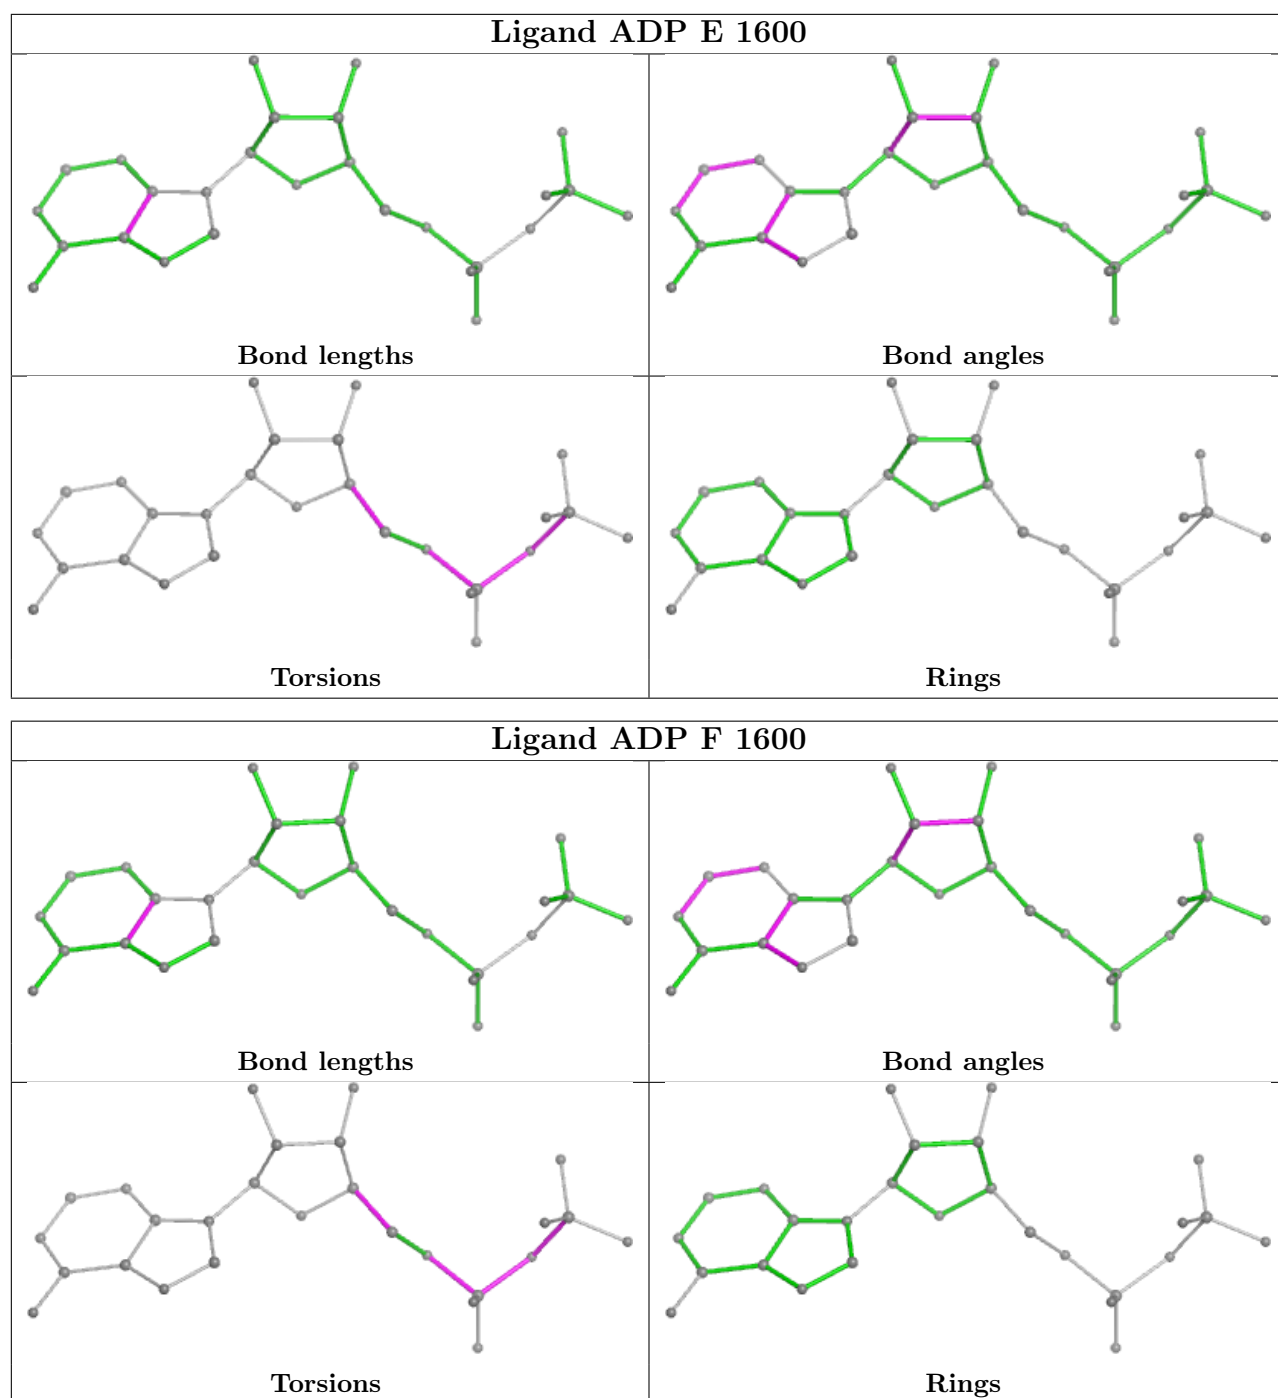 Ligand ADP E 1600
Bond lengths
Bond angles
Torsions
Rings
Ligand ADP F 1600
Bond lengths
Bond angles
Torsions
Rings